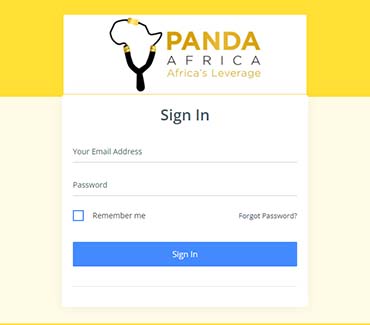 PANDA
AFRICA
Africa's Leverage
Sign In
Your Email Address
Password
Remember me Forgot Password?
Sign In